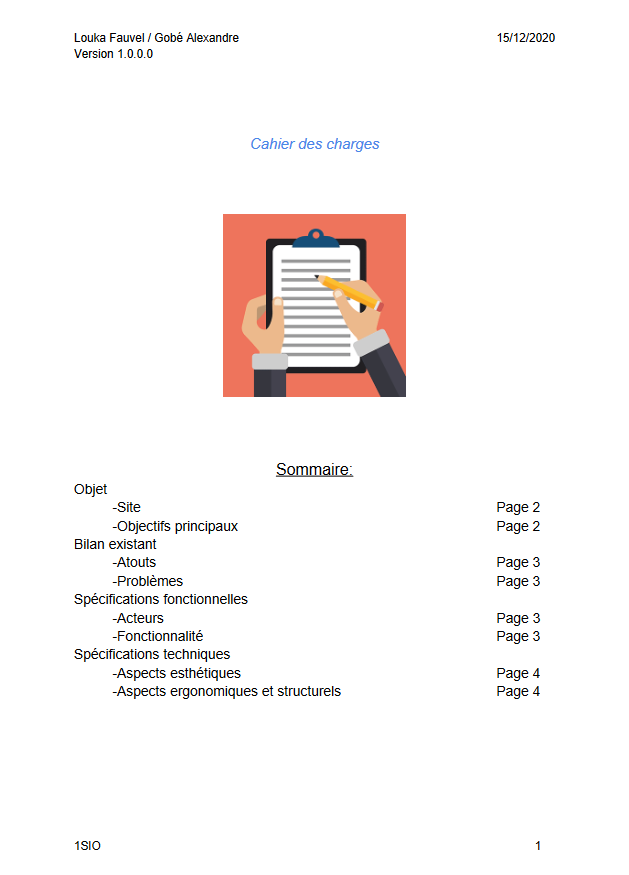 Louka Fauvel / Gobé Alexandre 15/12/2020
Version 1.0.0.0
Cahier des charges
Sommaire:
Objet
-Site Page 2
-Objectifs principaux Page 2
Bilan existant
-Atouts Page 3
-Problèmes Page 3
Spécifications fonctionnelles
-Acteurs Page 3
-Fonctionnalité Page 3
Spécifications techniques
-Aspects esthétiques Page 4
-Aspects ergonomiques et structurels Page 4
1SIO 1